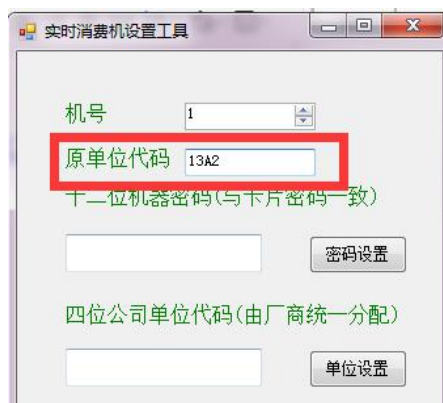 实时消费机设置工具
机号 1
原单位代码 13A2
十二位机器密码(与卡片密码一致)
密码设置
四位公司单位代码(由厂商统一分配)
单位设置